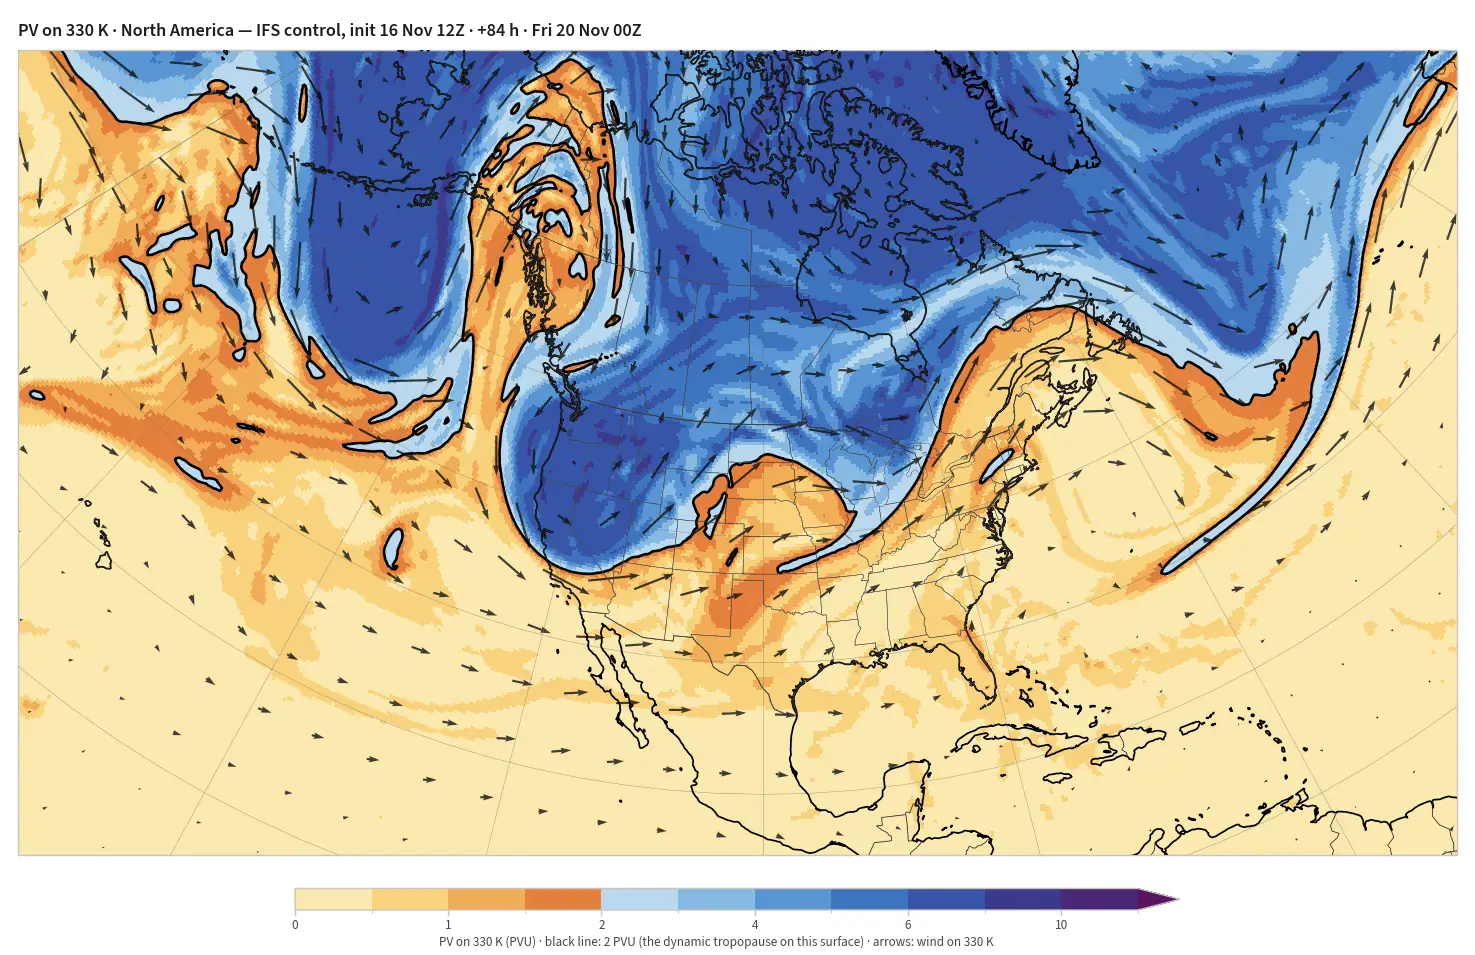 PV on 330 K · North America — IFS control, init 16 Nov 12Z · +84 h · Fri 20 Nov 00Z
0 1 2 4 6 10
PV on 330 K (PVU) · black line: 2 PVU (the dynamic tropopause on this surface) · arrows: wind on 330 K